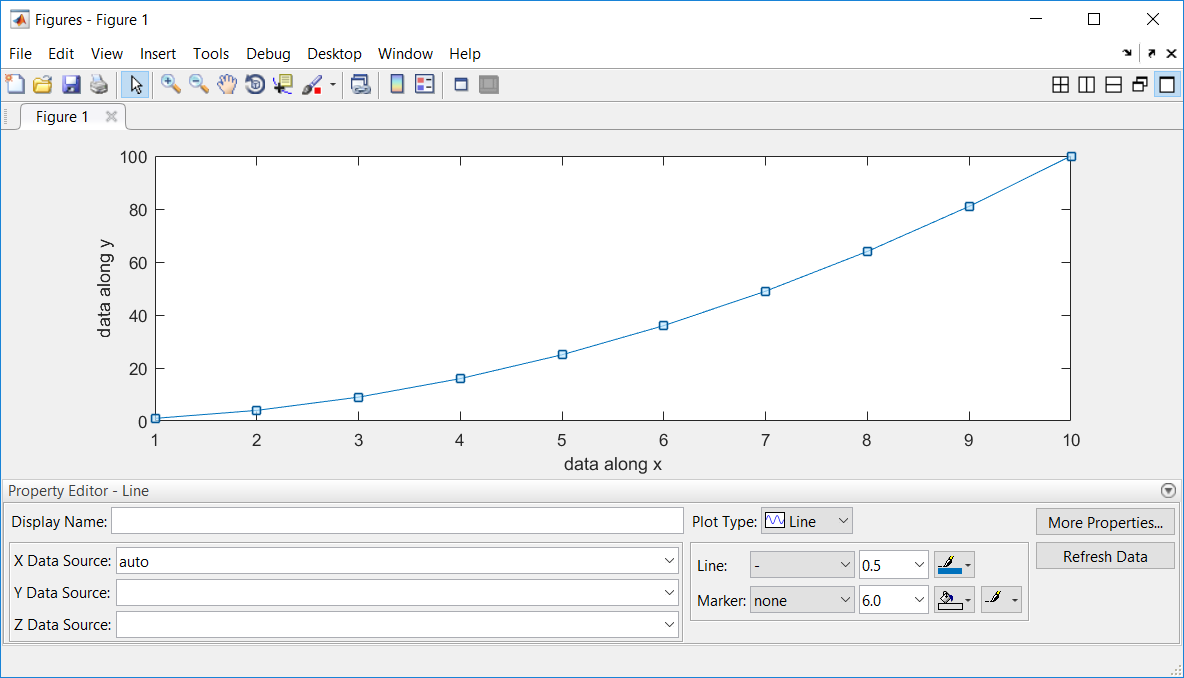 Figures - Figure 1
File Edit View Insert Tools Debug Desktop Window Help
Figure 1
100
80
60
40
20
0
data along y
1 2 3 4 5 6 7 8 9 10
data along x
Property Editor - Line
Display Name:
Plot Type: Line
More Properties...
X Data Source: auto
Line: - 0.5
Refresh Data
Y Data Source:
Marker: none 6.0
Z Data Source: